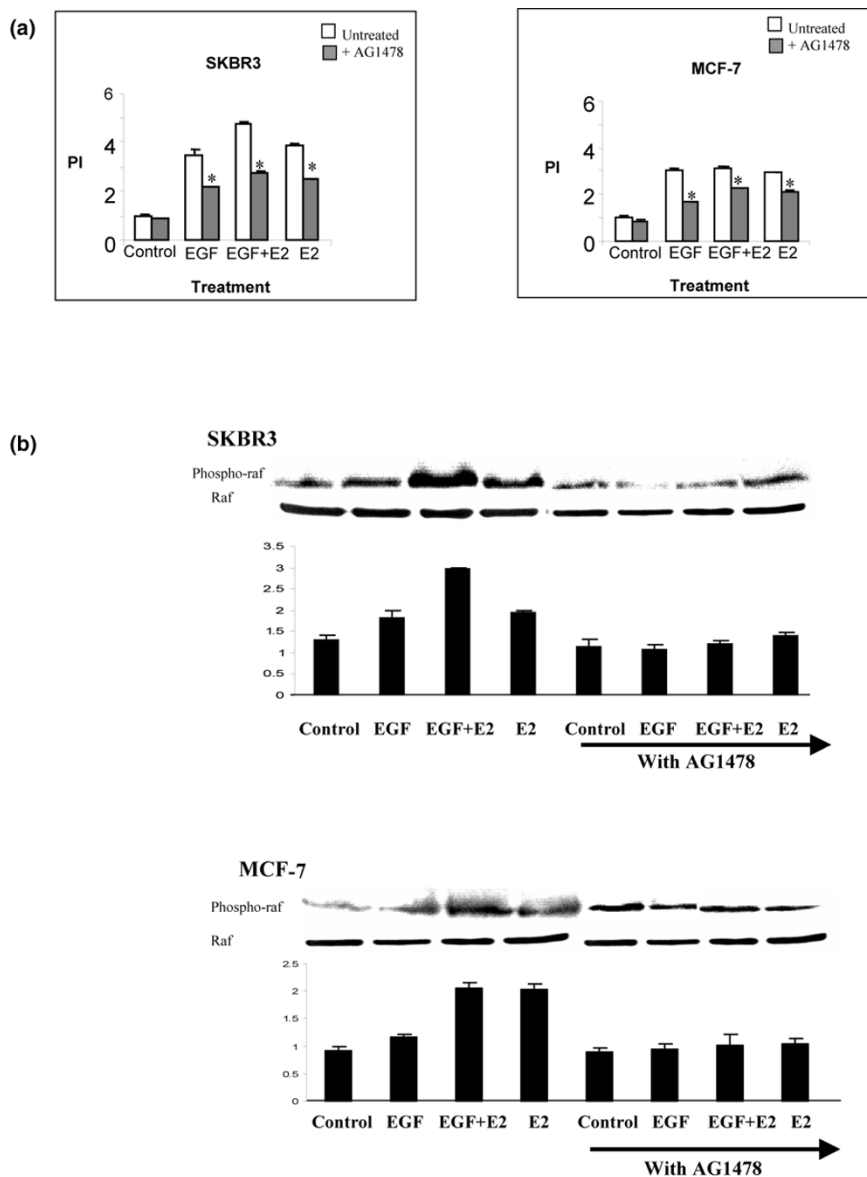 (a)
Untreated
+ AG1478
SKBR3
PI
6
4
2
0
Control EGF EGF+E2 E2
* * *
Treatment
Untreated
+ AG1478
MCF-7
PI
6
4
2
0
Control EGF EGF+E2 E2
* * *
Treatment
(b)
SKBR3
Phospho-raf
Raf
3.5
3
2.5
2
1.5
1
0.5
0
Control EGF EGF+E2 E2 Control EGF EGF+E2 E2
With AG1478
MCF-7
Phospho-raf
Raf
2.5
2
1.5
1
0.5
0
Control EGF EGF+E2 E2 Control EGF EGF+E2 E2
With AG1478